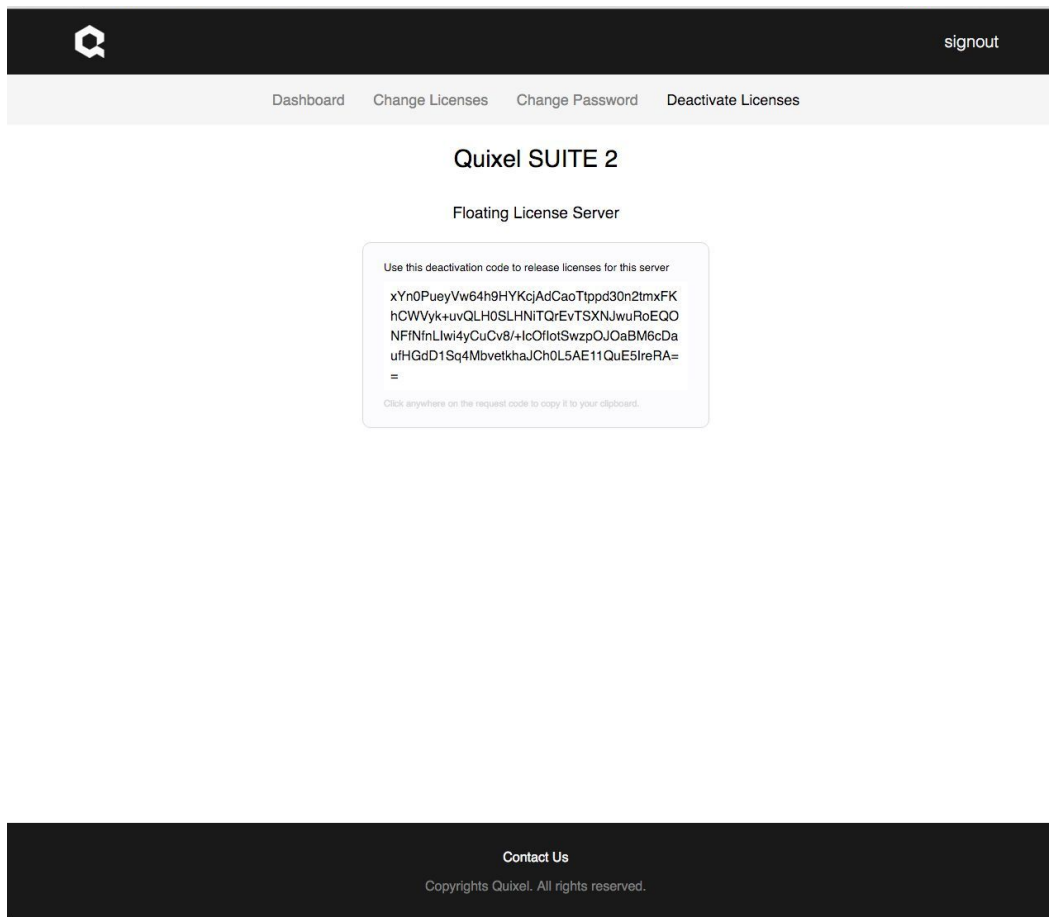 signout
Dashboard Change Licenses Change Password Deactivate Licenses
Quixel SUITE 2
Floating License Server
Use this deactivation code to release licenses for this server
xYn0PueyVw64h9HYKcjAdCaoTtppd30n2tmxFK
hCWVyk+uvQLH0SLHNiTQrEvTSXNJwuRoEQO
NFfNfnLIwi4yCuCv8/+IcOfIotSwzpOJOaBM6cDa
ufHGdD1Sq4MbvetkhaJCh0L5AE11QuE5IreRA=
=
Click anywhere on the request code to copy it to your clipboard.
Contact Us
Copyrights Quixel. All rights reserved.